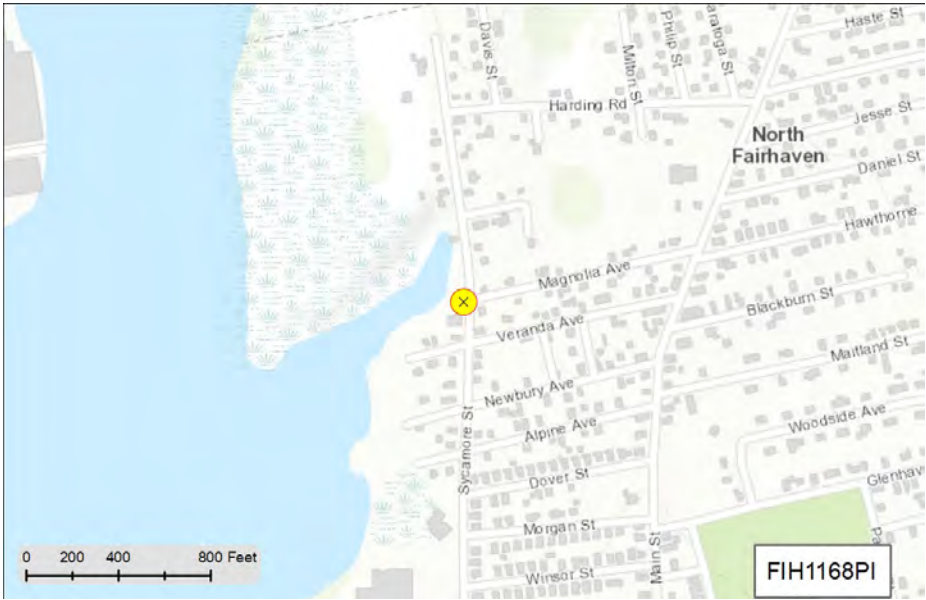 Davis St
Milton St
Philip St
Saratoga St
Haste St
Harding Rd
Jesse St
North
Fairhaven
Daniel St
Hawthorne
Magnolia Ave
Veranda Ave
Blackburn St
Maitland St
Newbury Ave
Alpine Ave
Woodside Ave
Sycamore St
Dover St
Glenhav
Morgan St
Main St
Pa
Winsor St
0 200 400 800 Feet
FIH1168PI